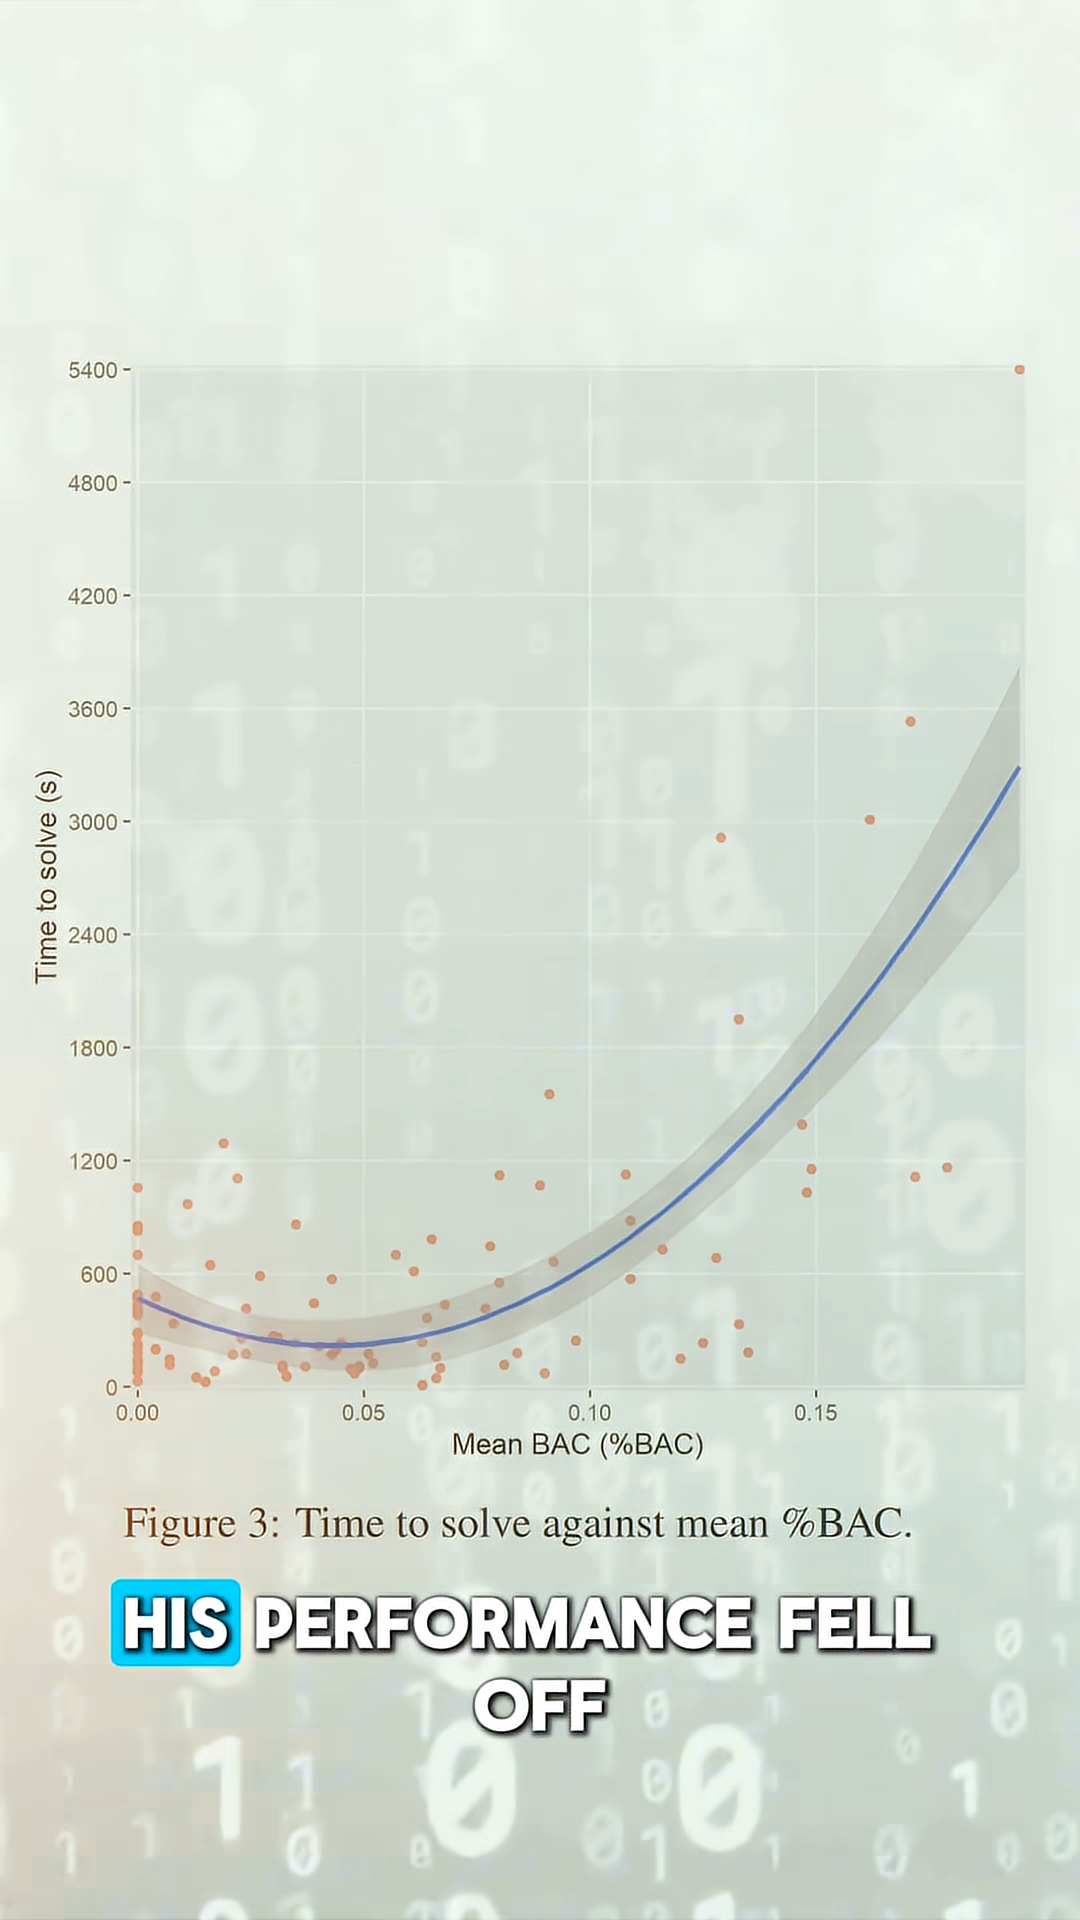 5400
4800
4200
3600
3000
2400
1800
1200
600
0
Time to solve (s)
0.00 0.05 0.10 0.15
Mean BAC (%BAC)
Figure 3: Time to solve against mean %BAC.
HIS PERFORMANCE FELL
OFF